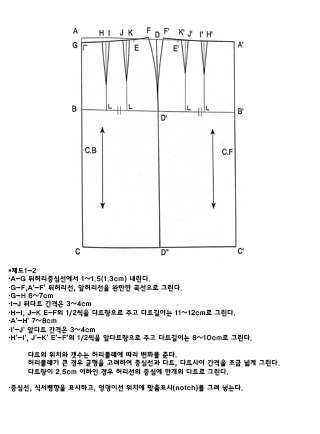 A H I J K F D F' K' J' I' H'
G E E' A'
B L L L L B'
D'
C.B C.F
C D" C'
*제도1-2
·A-G 뒤허리중심선에서 1~1.5(1.3cm) 내린다.
·G-F,A'-F' 뒤허리선, 앞허리선을 완만한 곡선으로 그린다.
·G-H 6~7cm
·I-J 뒤다트 간격은 3~4cm
·H-I, J-K E-F의 1/2씩을 다트량으로 주고 다트길이는 11~12cm로 그린다.
·A'-H' 7~8cm
·I'-J' 앞다트 간격은 3~4cm
·H'-I', J'-K' E'-F'의 1/2씩을 앞다트량으로 주고 다트길이는 8~10cm로 그린다.
다트의 위치와 갯수는 허리둘레에 따라 변화를 준다.
허리둘레가 큰 경우 균형을 고려하여 중심선과 다트, 다트사이 간격을 조금 넓게 그린다.
다트량이 2.5cm 이하인 경우 허리선의 중심에 한개의 다트로 그린다.
·중심선, 식서방향을 표시하고, 엉덩이선 위치에 맞춤표시(notch)를 그려 넣는다.